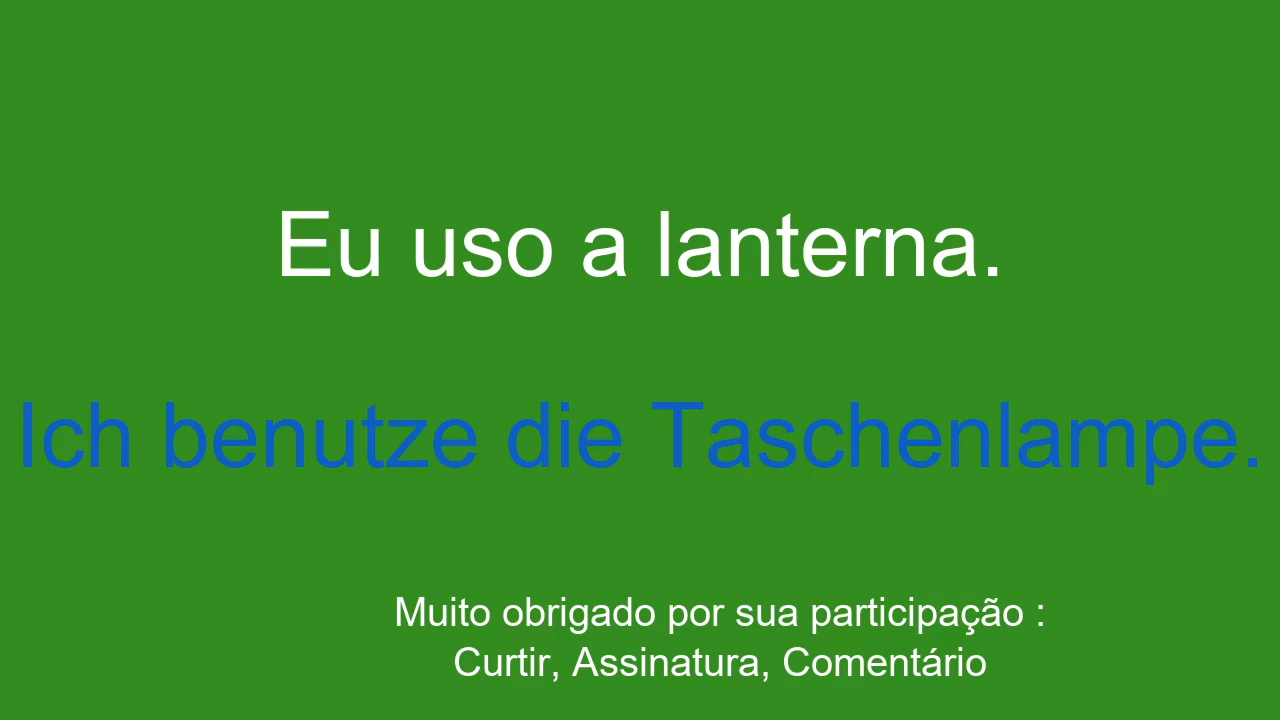 Eu uso a lanterna.
Ich benutze die Taschenlampe.
Muito obrigado por sua participação :
Curtir, Assinatura, Comentário